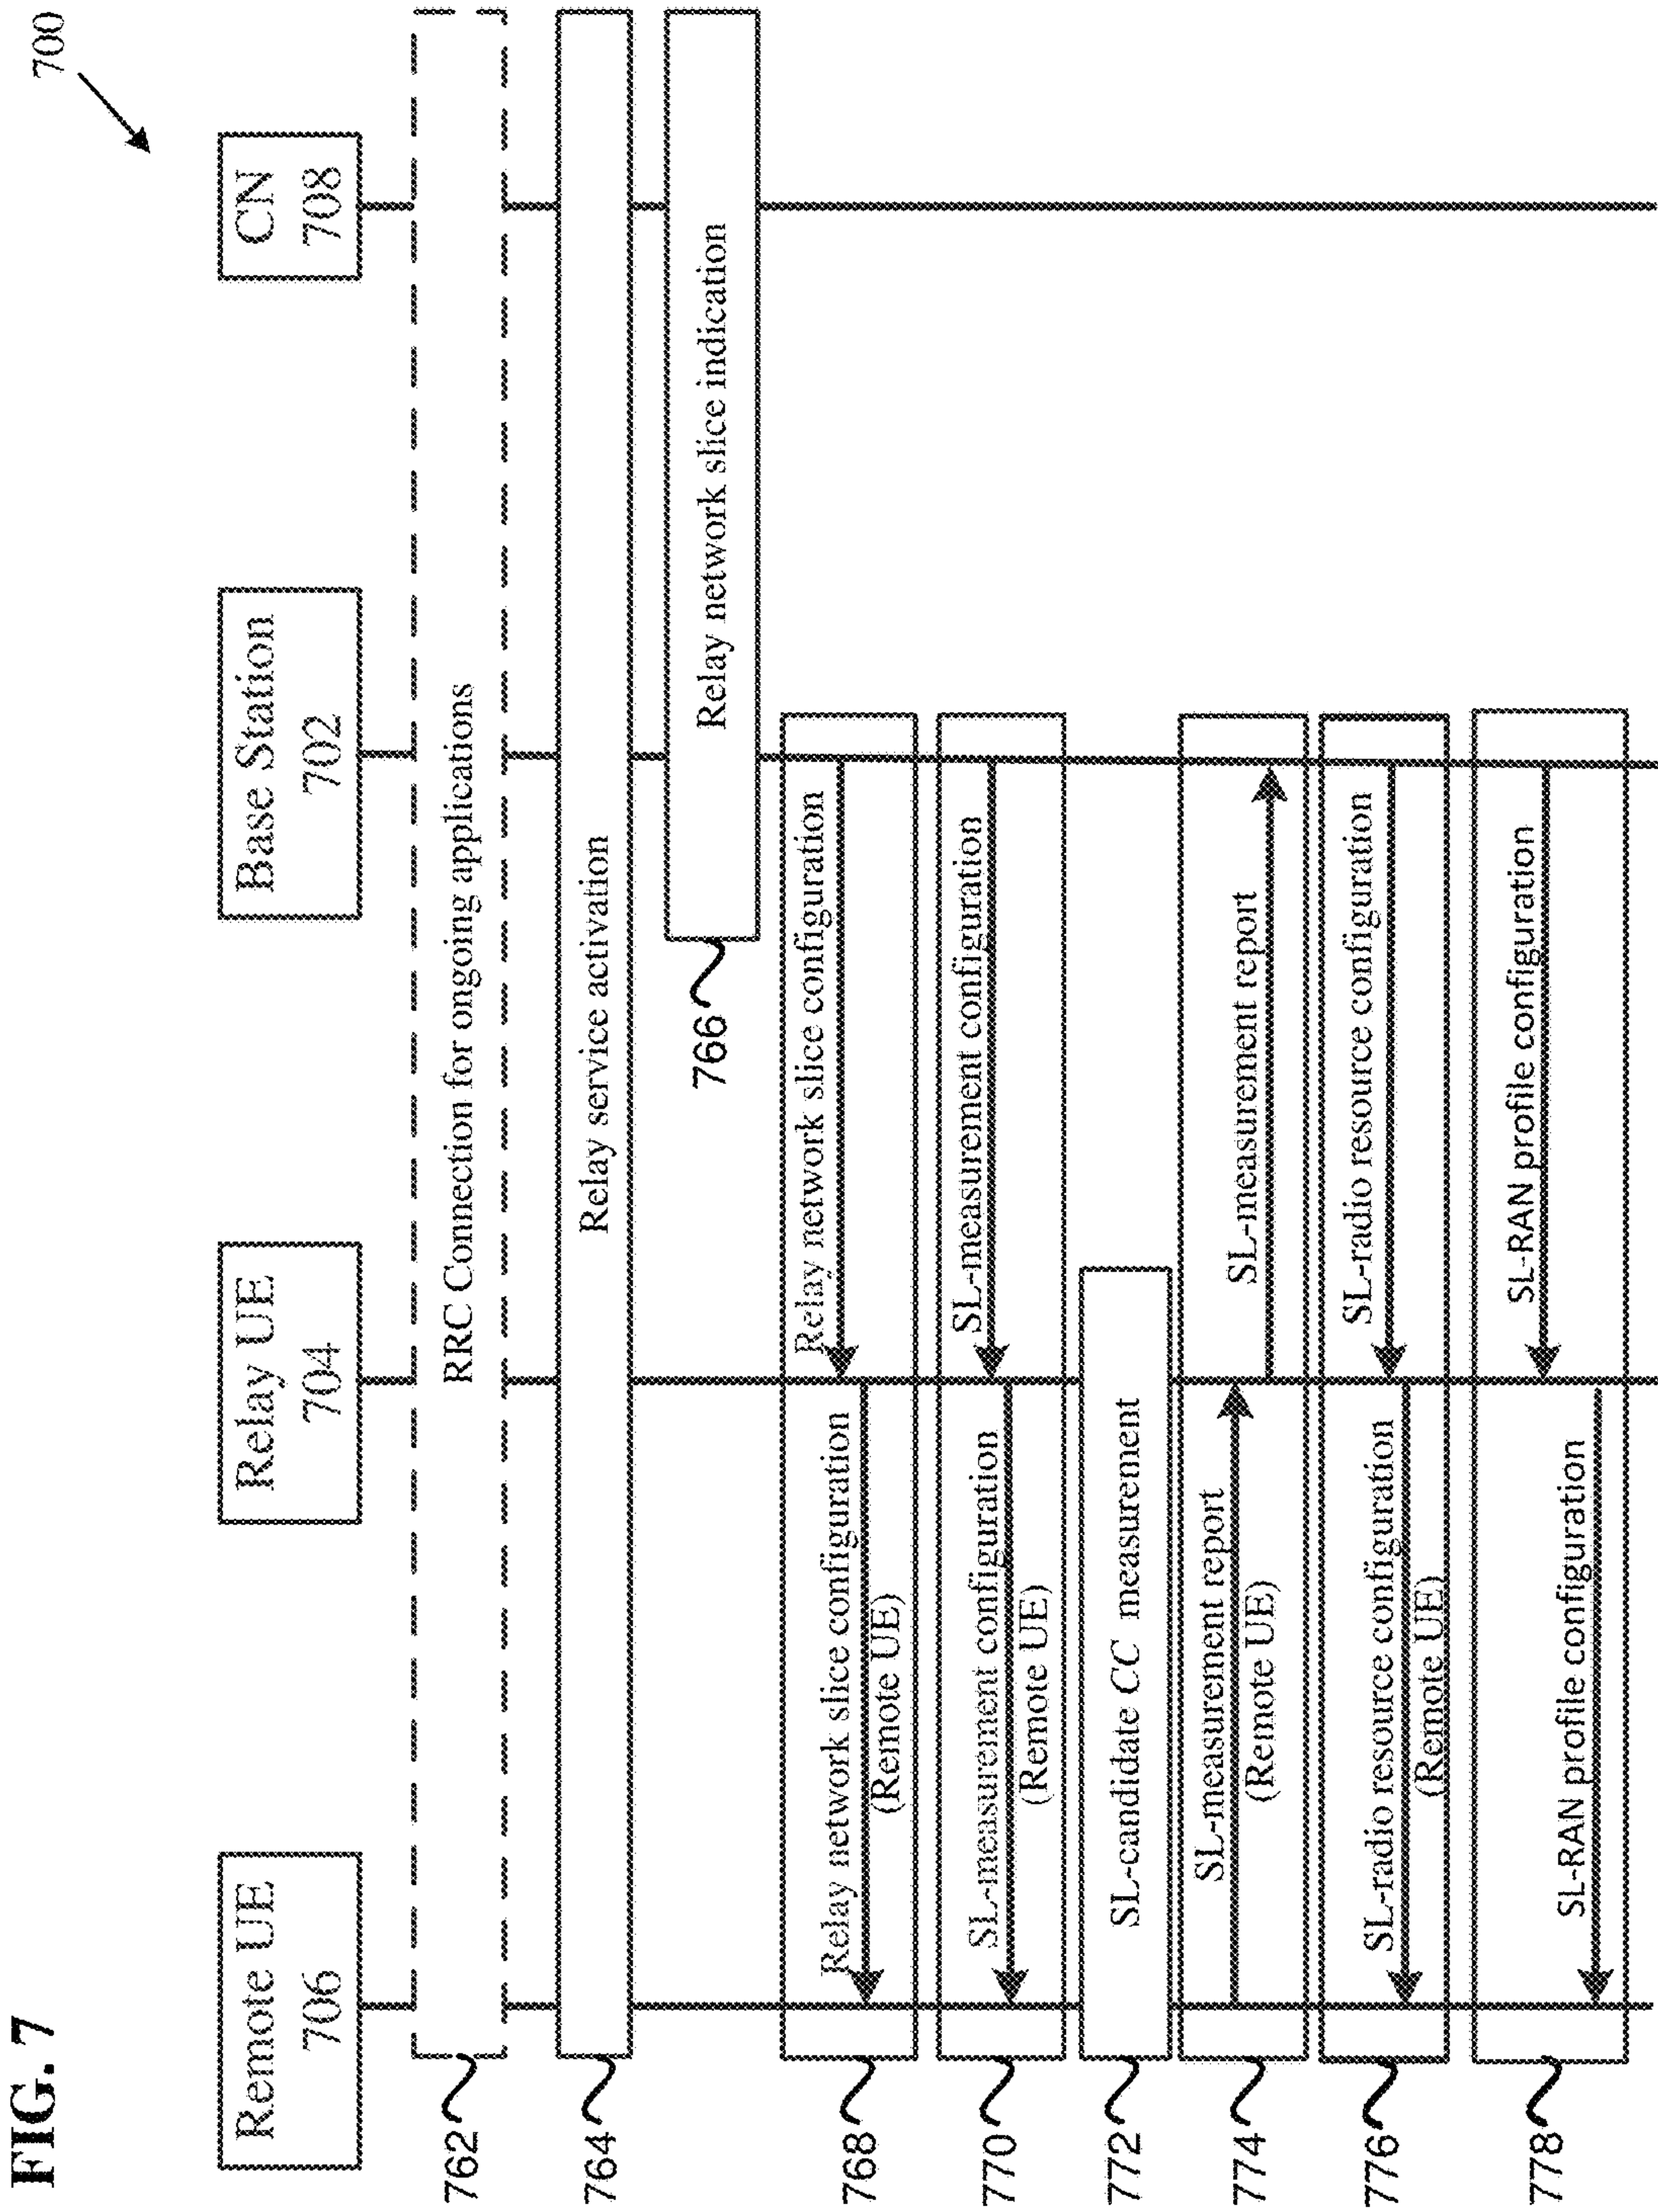 FIG. 7
700
Remote UE
706
Relay UE
704
Base Station
702
CN
708
762
RRC Connection for ongoing applications
764
Relay service activation
766
Relay network slice indication
768
Relay network slice configuration
Relay network slice configuration
(Remote UE)
770
SL-measurement configuration
SL-measurement configuration
(Remote UE)
772
SL-candidate CC measurement
774
SL-measurement report
(Remote UE)
SL-measurement report
776
SL-radio resource configuration
SL-radio resource configuration
(Remote UE)
778
SL-RAN profile configuration
SL-RAN profile configuration